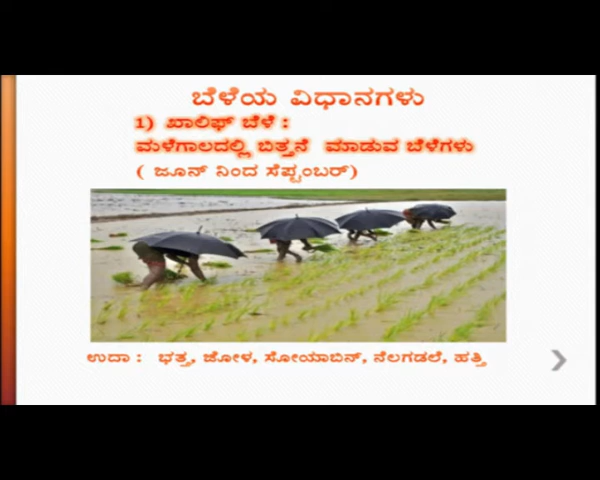 ಬೆಳೆಯ ವಿಧಾನಗಳು
1) ಖಾಲಿಫ್ ಬೆಳೆ :
ಮಳೆಗಾಲದಲ್ಲಿ ಬಿತ್ತನೆ ಮಾಡುವ ಬೆಳೆಗಳು
( ಜೂನ್ ನಿಂದ ಸೆಪ್ಟಂಬರ್)
ಉದಾ : ಭತ್ತ, ಜೋಳ, ಸೋಯಾಬಿನ್, ನೆಲಗಡಲೆ, ಹತ್ತಿ